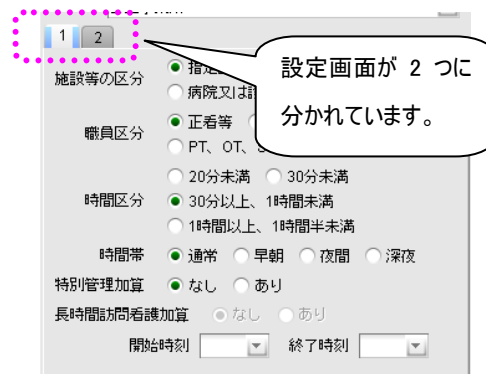 1 2
設定画面が 2 つに
分かれています。
施設等の区分
病院又は
職員区分 正看等
PT、OT、
20分未満 30分未満
時間区分 30分以上、1時間未満
1時間以上、1時間半未満
時間帯 通常 早朝 夜間 深夜
特別管理加算 なし あり
長時間訪問看護加算 なし あり
開始時刻 終了時刻